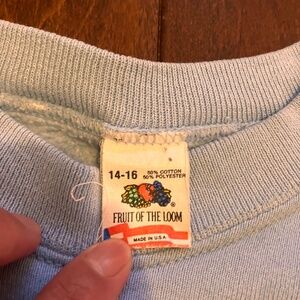 14-16 50% COTTON
50% POLYESTER
®
FRUIT OF THE LOOM
MADE IN U.S.A.